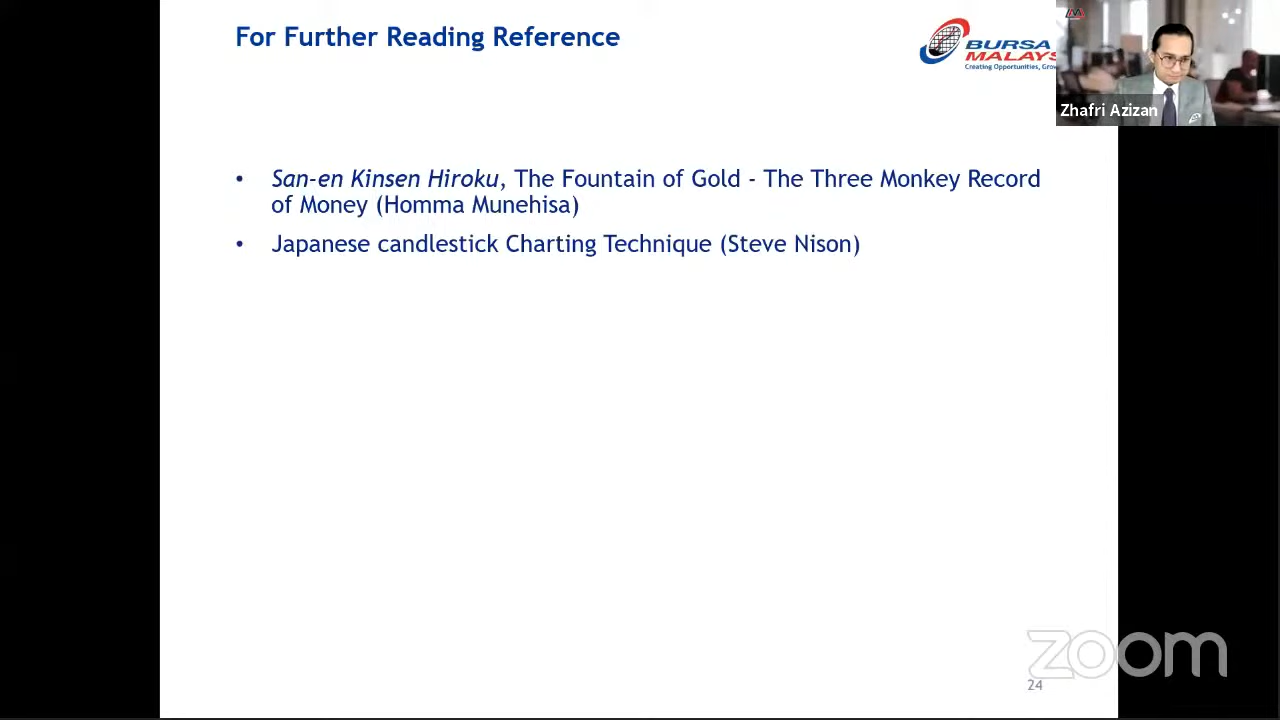 For Further Reading Reference
BURSA
MALAYS
Creating Opportunities, Grow
Zhafri Azizan
• San-en Kinsen Hiroku, The Fountain of Gold - The Three Monkey Record
of Money (Homma Munehisa)
• Japanese candlestick Charting Technique (Steve Nison)
zoom
24